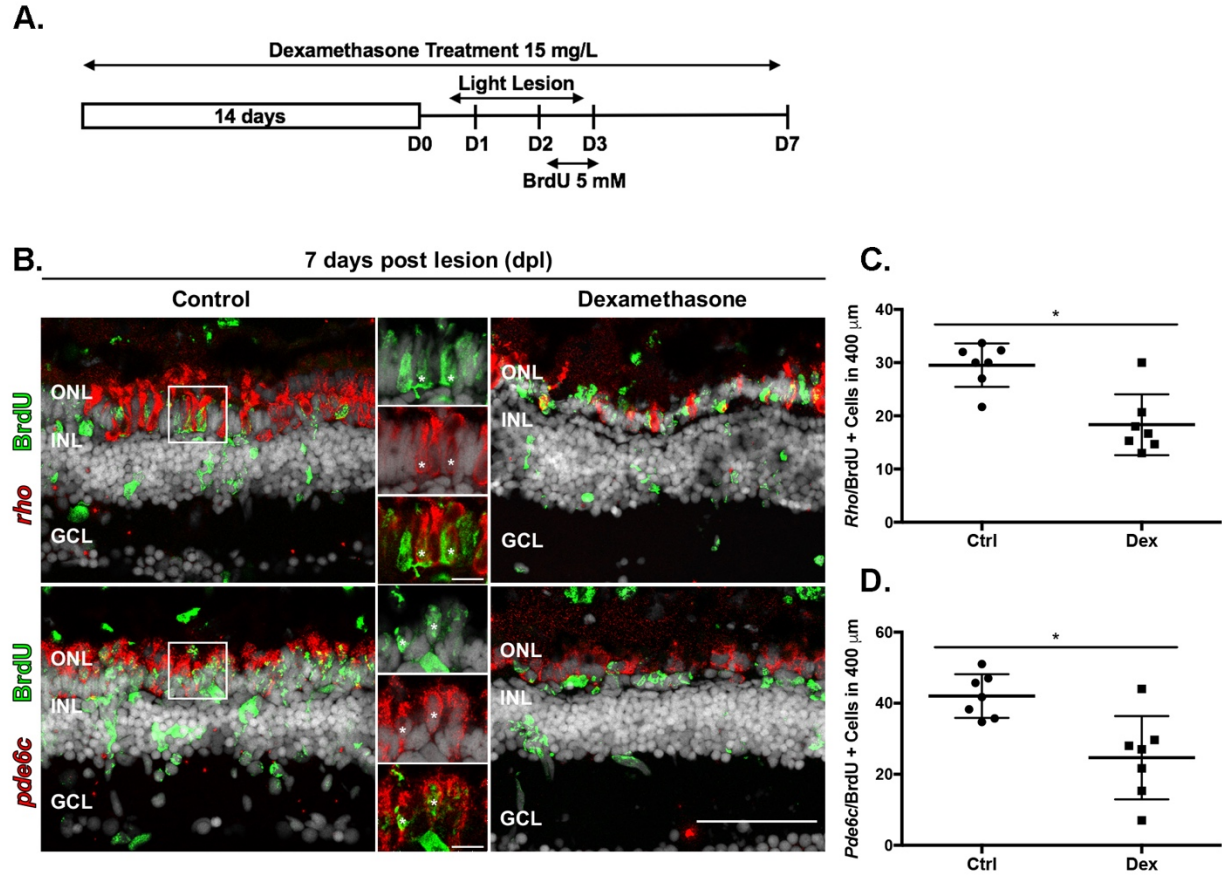 A.
Dexamethasone Treatment 15 mg/L
Light Lesion
14 days
D0 D1 D2 D3 D7
BrdU 5 mM
B.
7 days post lesion (dpl)
Control Dexamethasone
rho BrdU
ONL
INL
GCL
*
*
*
*
*
*
ONL
INL
GCL
pde6c BrdU
ONL
INL
GCL
*
*
*
*
*
*
ONL
INL
GCL
C.
Rho/BrdU + Cells in 400 μm
40
30
20
10
0
*
Ctrl Dex
D.
Pde6c/BrdU + Cells in 400 μm
60
40
20
0
*
Ctrl Dex